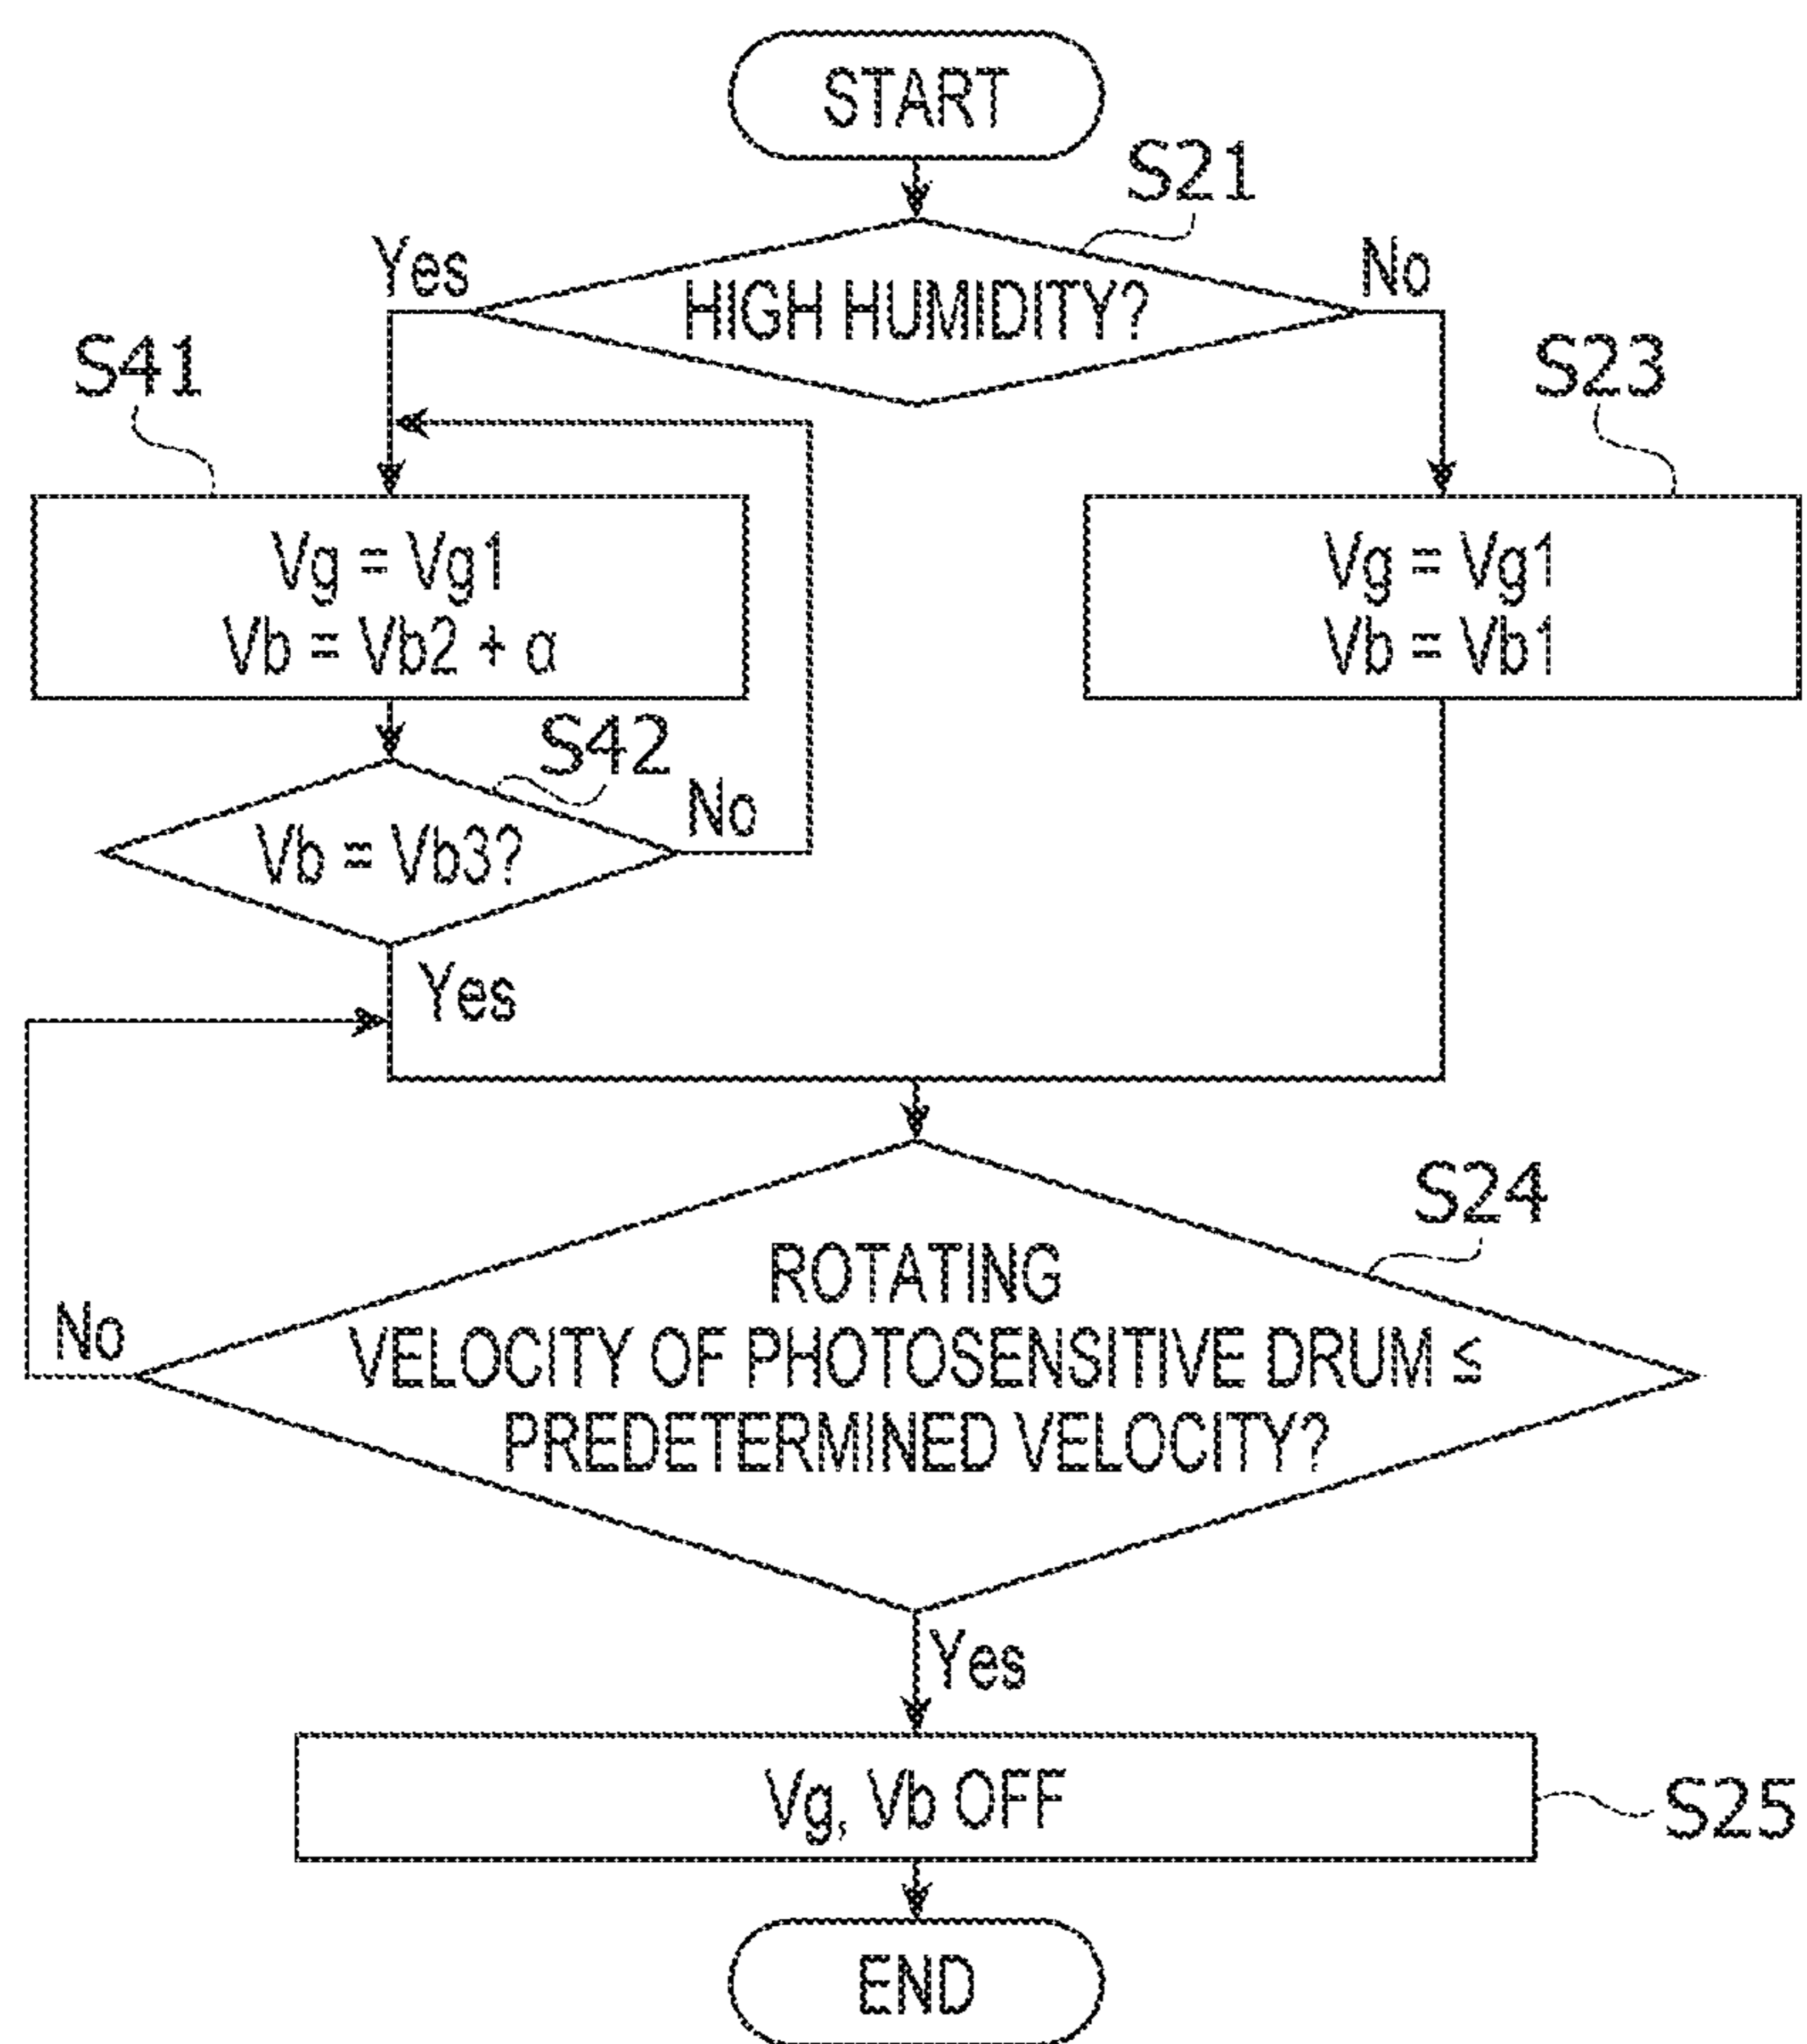 START
S21
Yes
No
HIGH HUMIDITY?
S41
S23
Vg = Vg1
Vb = Vb2 + α
Vg = Vg1
Vb = Vb1
S42
No
Vb = Vb3?
Yes
S24
ROTATING
VELOCITY OF PHOTOSENSITIVE DRUM ≤
PREDETERMINED VELOCITY?
No
Yes
Vg, Vb OFF
S25
END